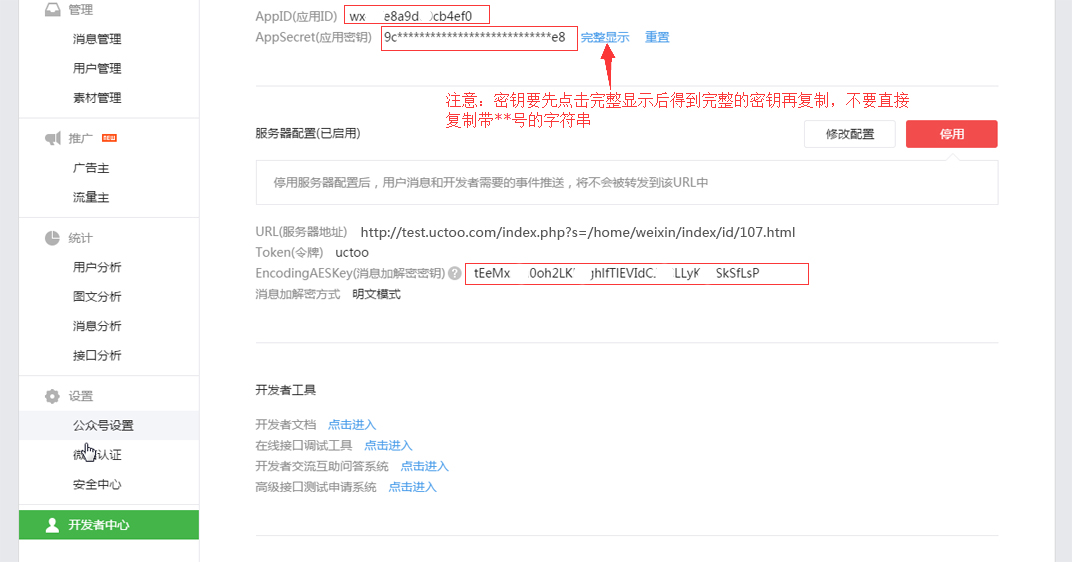 管理
消息管理
用户管理
素材管理
推广
广告主
流量主
统计
用户分析
图文分析
消息分析
接口分析
设置
公众号设置
认证
安全中心
开发者中心
AppID(应用ID) wx e8a9d cb4ef0
AppSecret(应用密钥) 9c****************************e8 完整显示 重置
注意：密钥要先点击完整显示后得到完整的密钥再复制，不要直接
复制带**号的字符串
服务器配置(已启用) 修改配置 停用
停用服务器配置后，用户消息和开发者需要的事件推送，将不会被转发到该URL中
URL(服务器地址) http://test.uctoo.com/index.php?s=/home/weixin/index/id/107.html
Token(令牌) uctoo
EncodingAESKey(消息加解密密钥) tEeMx 0oh2LK hIfTIEVIdC. LLyK SkSfLsP
消息加解密方式 明文模式
开发者工具
开发者文档 点击进入
在线接口调试工具 点击进入
开发者交流互助问答系统 点击进入
高级接口测试申请系统 点击进入